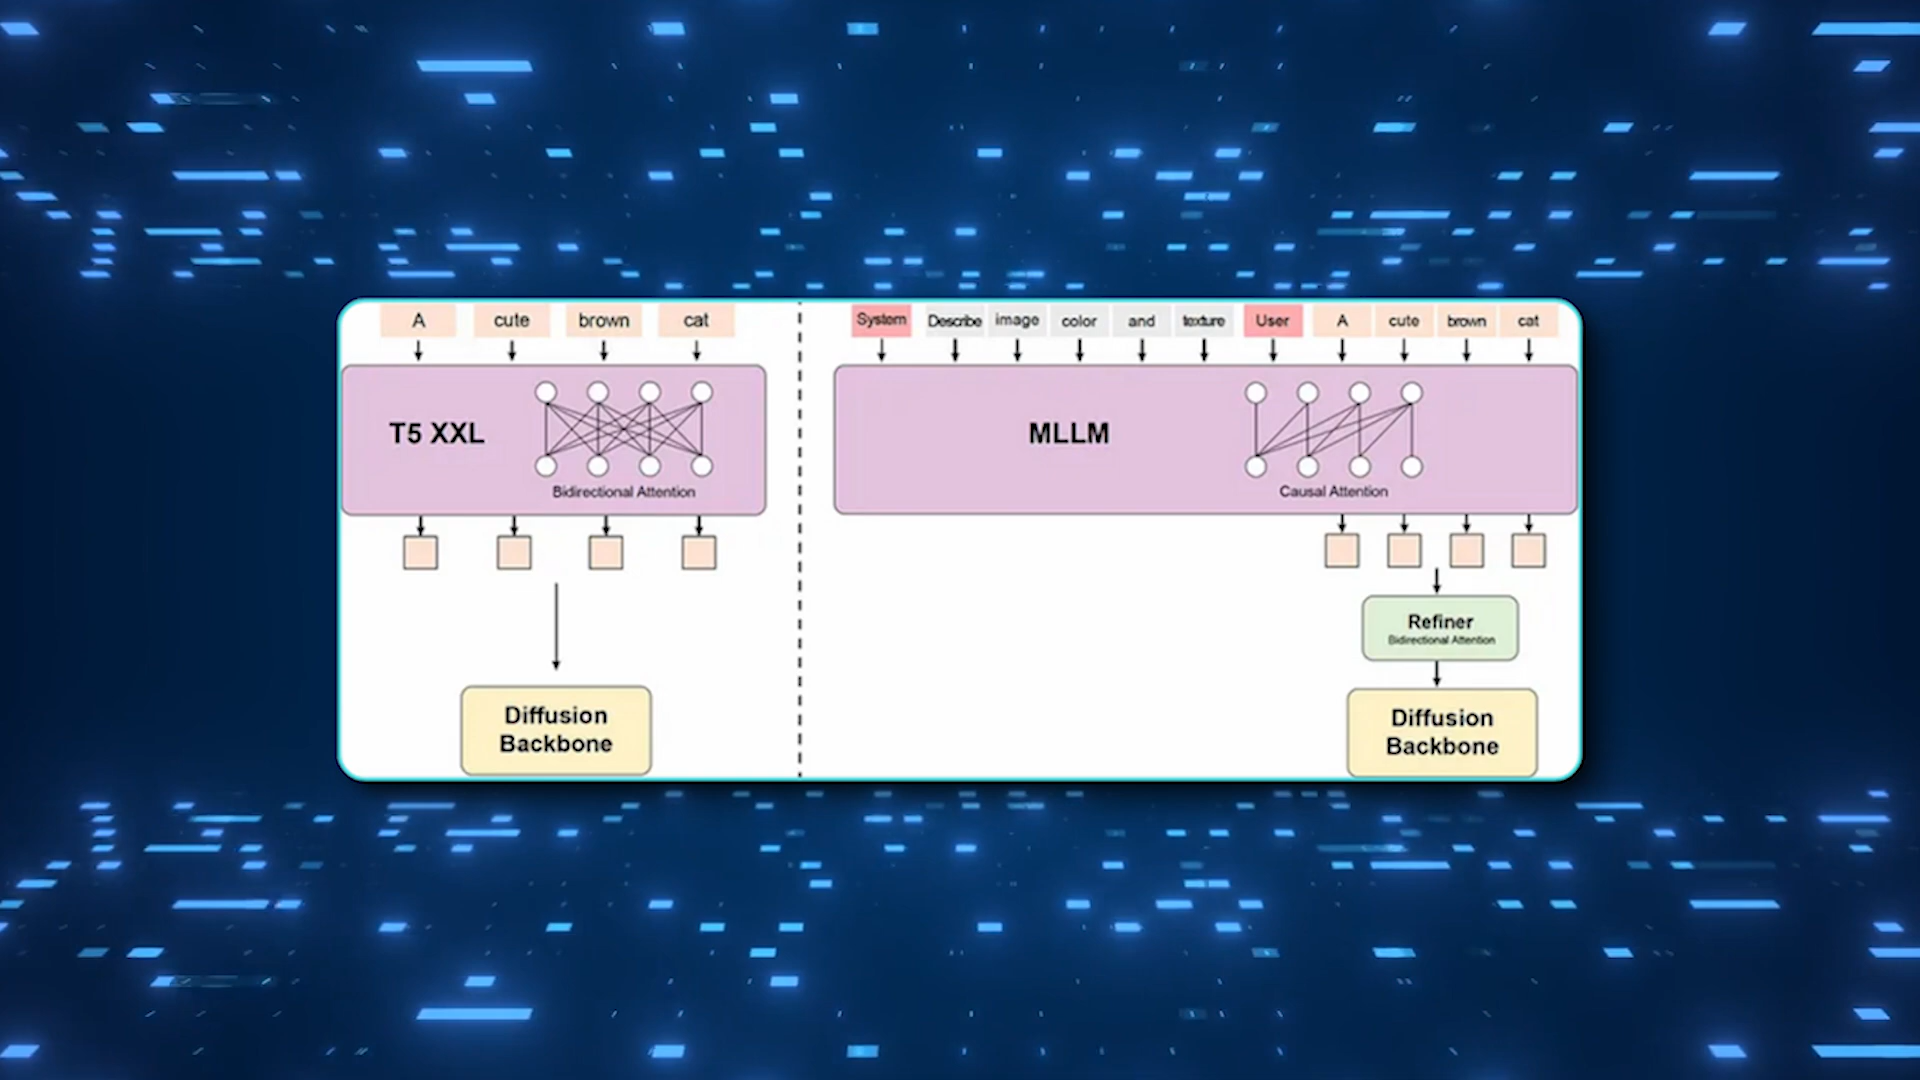 A cute brown cat
T5 XXL
Bidirectional Attention
Diffusion
Backbone
System Describe image color and texture User A cute brown cat
MLLM
Causal Attention
Refiner
Bidirectional Attention
Diffusion
Backbone